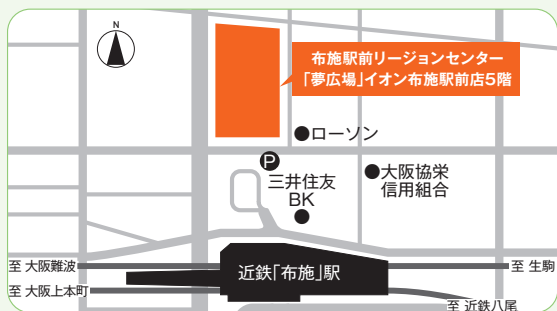 N
布施駅前リージョンセンター
「夢広場」イオン布施駅前店5階
ローソン
P
三井住友
BK
大阪協栄
信用組合
至 大阪難波
近鉄「布施」駅
至 生駒
至 大阪上本町
至 近鉄八尾